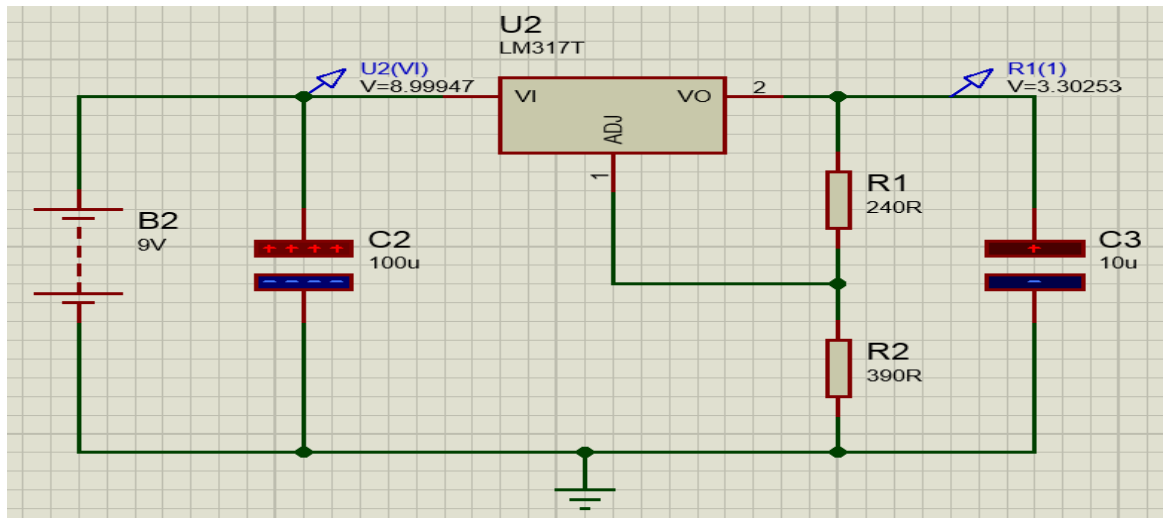 U2
LM317T
U2(VI)
V=8.99947
R1(1)
V=3.30253
VI
VO
2
ADJ
1
R1
240R
B2
9V
C2
100u
C3
10u
R2
390R